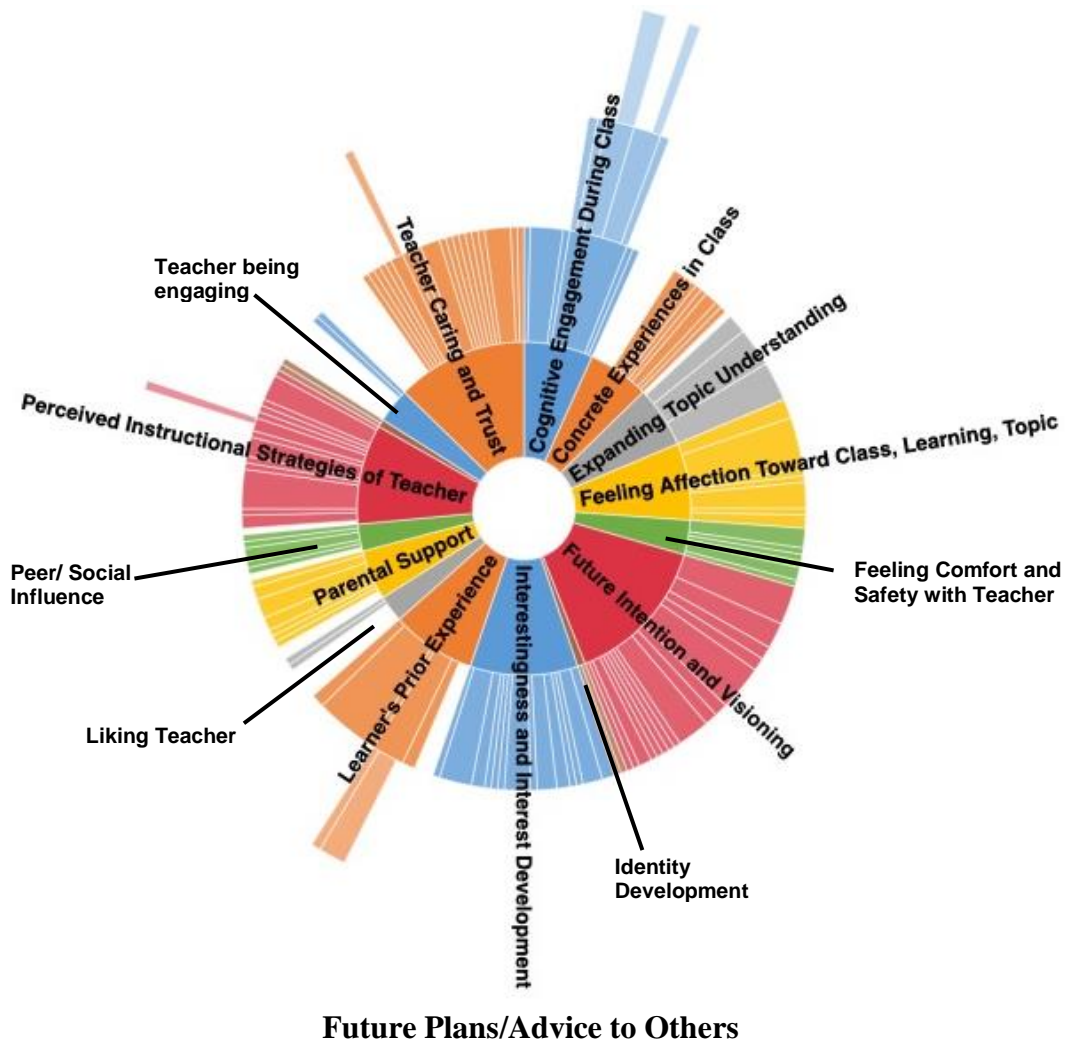 Cognitive Engagement During Class
Concrete Experiences in Class
Expanding Topic Understanding
Feeling Affection Toward Class, Learning, Topic
Feeling Comfort and
Safety with Teacher
Future Intention and Visioning
Identity
Development
Interestingness and Interest Development
Learner's Prior Experience
Liking Teacher
Parental Support
Peer/ Social
Influence
Perceived Instructional Strategies of Teacher
Teacher being
engaging
Teacher Caring and Trust
Future Plans/Advice to Others